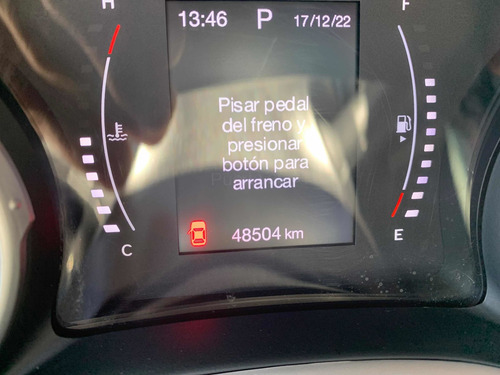 H
13:46 P 17/12/22
F
Pisar pedal
del freno y
presionar
botón para
arrancar
48504 km
C
E